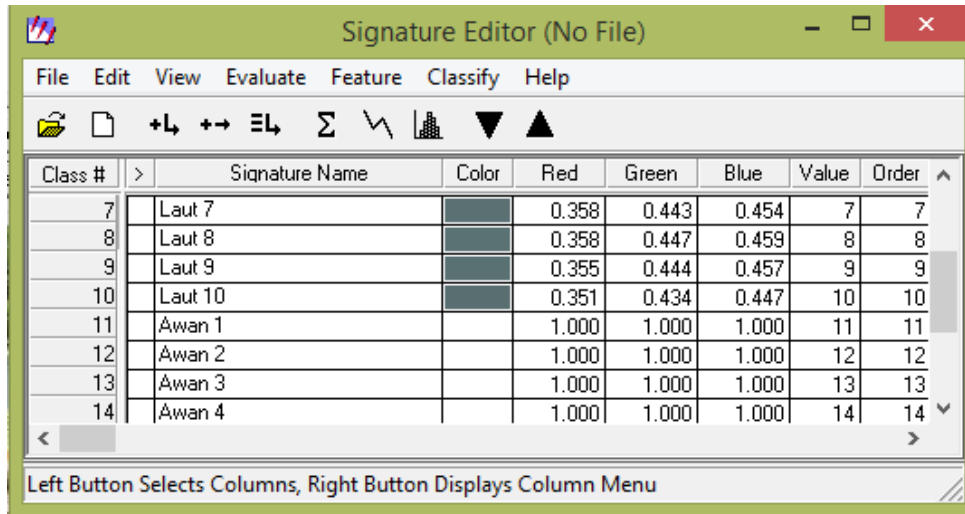 Signature Editor (No File)
File Edit View Evaluate Feature Classify Help
Class # > Signature Name Color Red Green Blue Value Order
7 Laut 7 0.358 0.443 0.454 7 7
8 Laut 8 0.358 0.447 0.459 8 8
9 Laut 9 0.355 0.444 0.457 9 9
10 Laut 10 0.351 0.434 0.447 10 10
11 Awan 1 1.000 1.000 1.000 11 11
12 Awan 2 1.000 1.000 1.000 12 12
13 Awan 3 1.000 1.000 1.000 13 13
14 Awan 4 1.000 1.000 1.000 14 14
Left Button Selects Columns, Right Button Displays Column Menu